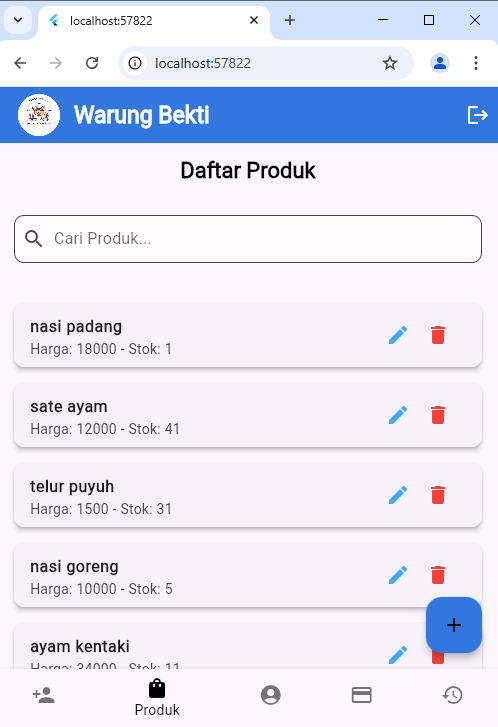 localhost:57822
localhost:57822
Warung Bekti
Daftar Produk
Cari Produk...
nasi padang
Harga: 18000 - Stok: 1
sate ayam
Harga: 12000 - Stok: 41
telur puyuh
Harga: 1500 - Stok: 31
nasi goreng
Harga: 10000 - Stok: 5
ayam kentaki
Harga: 34000 - Stok: 11
Produk